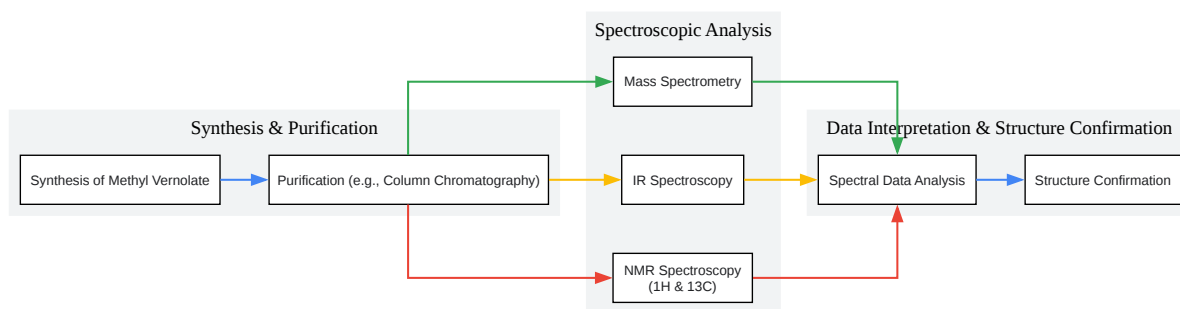 Spectroscopic Analysis
Mass Spectrometry
Synthesis & Purification
Data Interpretation & Structure Confirmation
Synthesis of Methyl Vernolate
Purification (e.g., Column Chromatography)
IR Spectroscopy
Spectral Data Analysis
Structure Confirmation
NMR Spectroscopy
(1H & 13C)